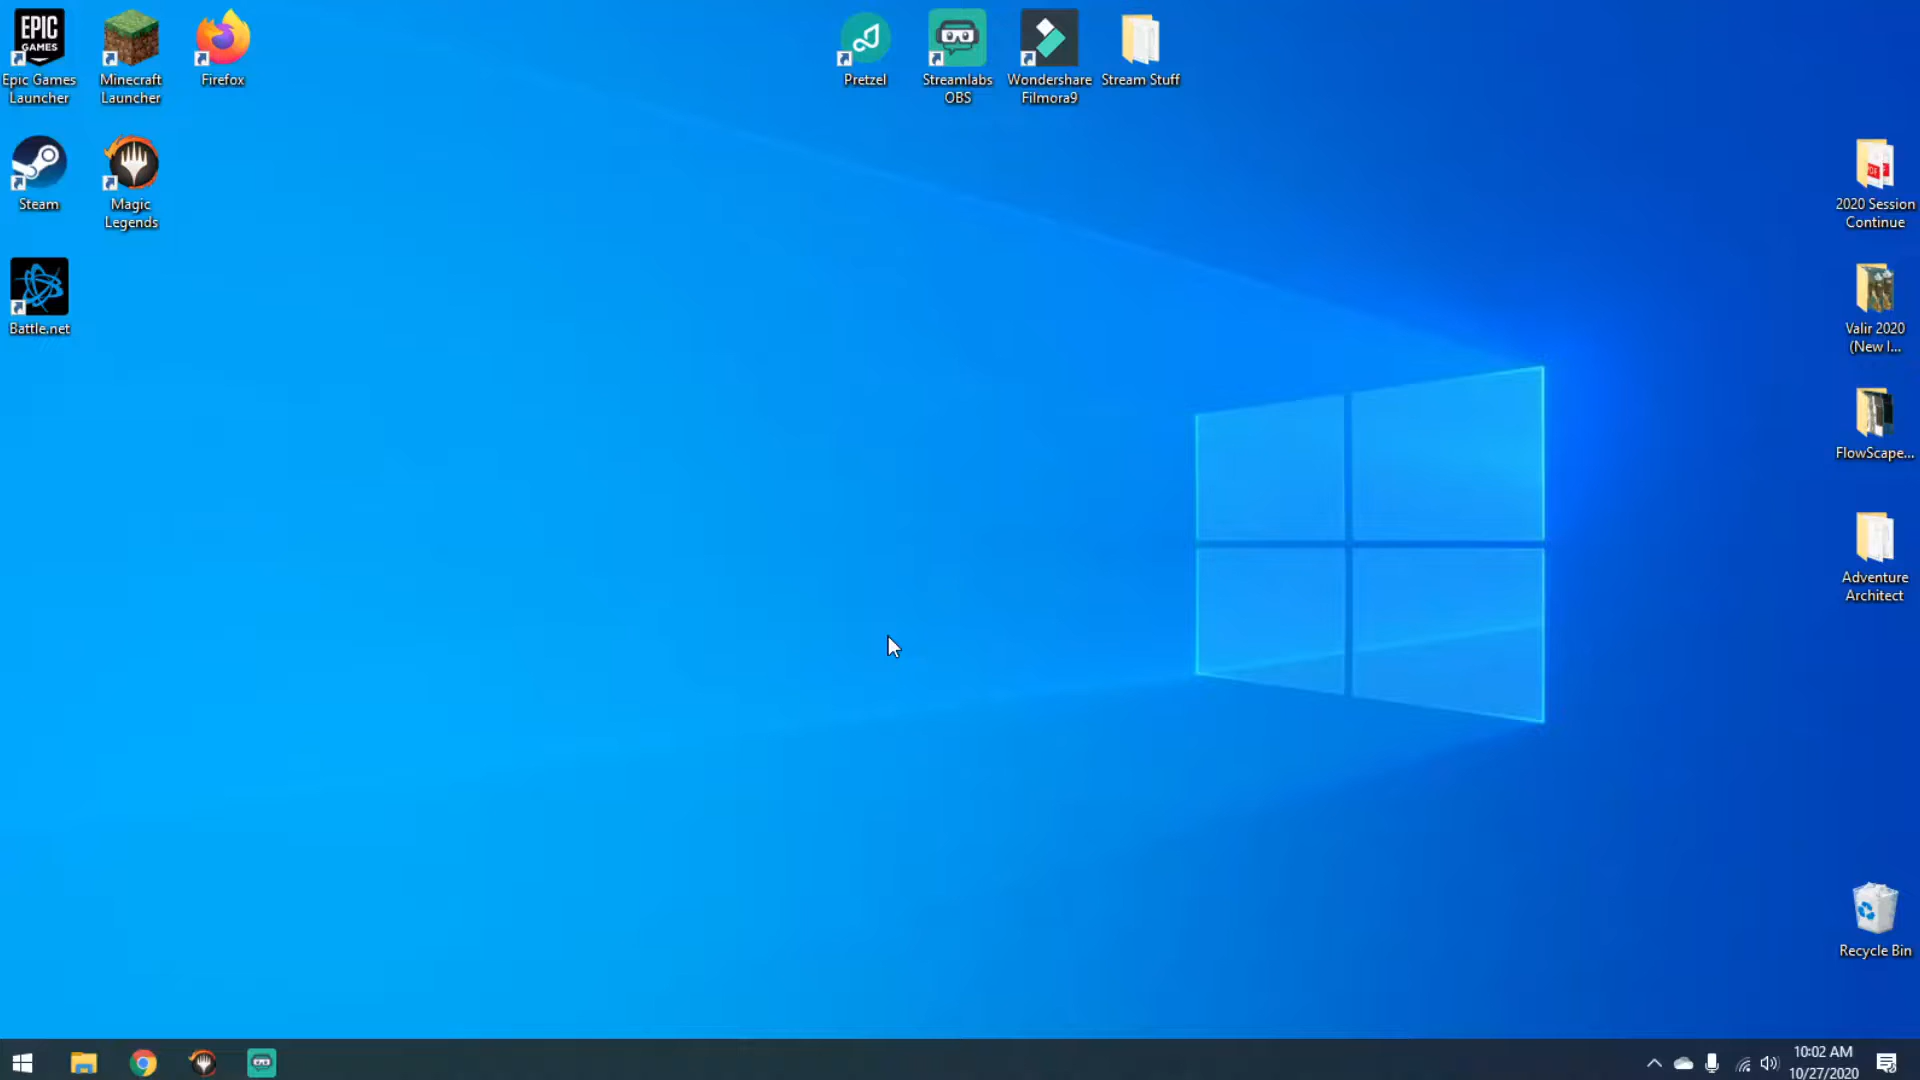 EPIC
GAMES
Epic Games
Launcher
Minecraft
Launcher
Firefox
Pretzel
Streamlabs
OBS
Wondershare
Filmora9
Stream Stuff
Steam
Magic
Legends
2020 Session
Continue
Battle.net
Valir 2020
(New I...
FlowScape...
Adventure
Architect
Recycle Bin
10:02 AM
10/27/2020